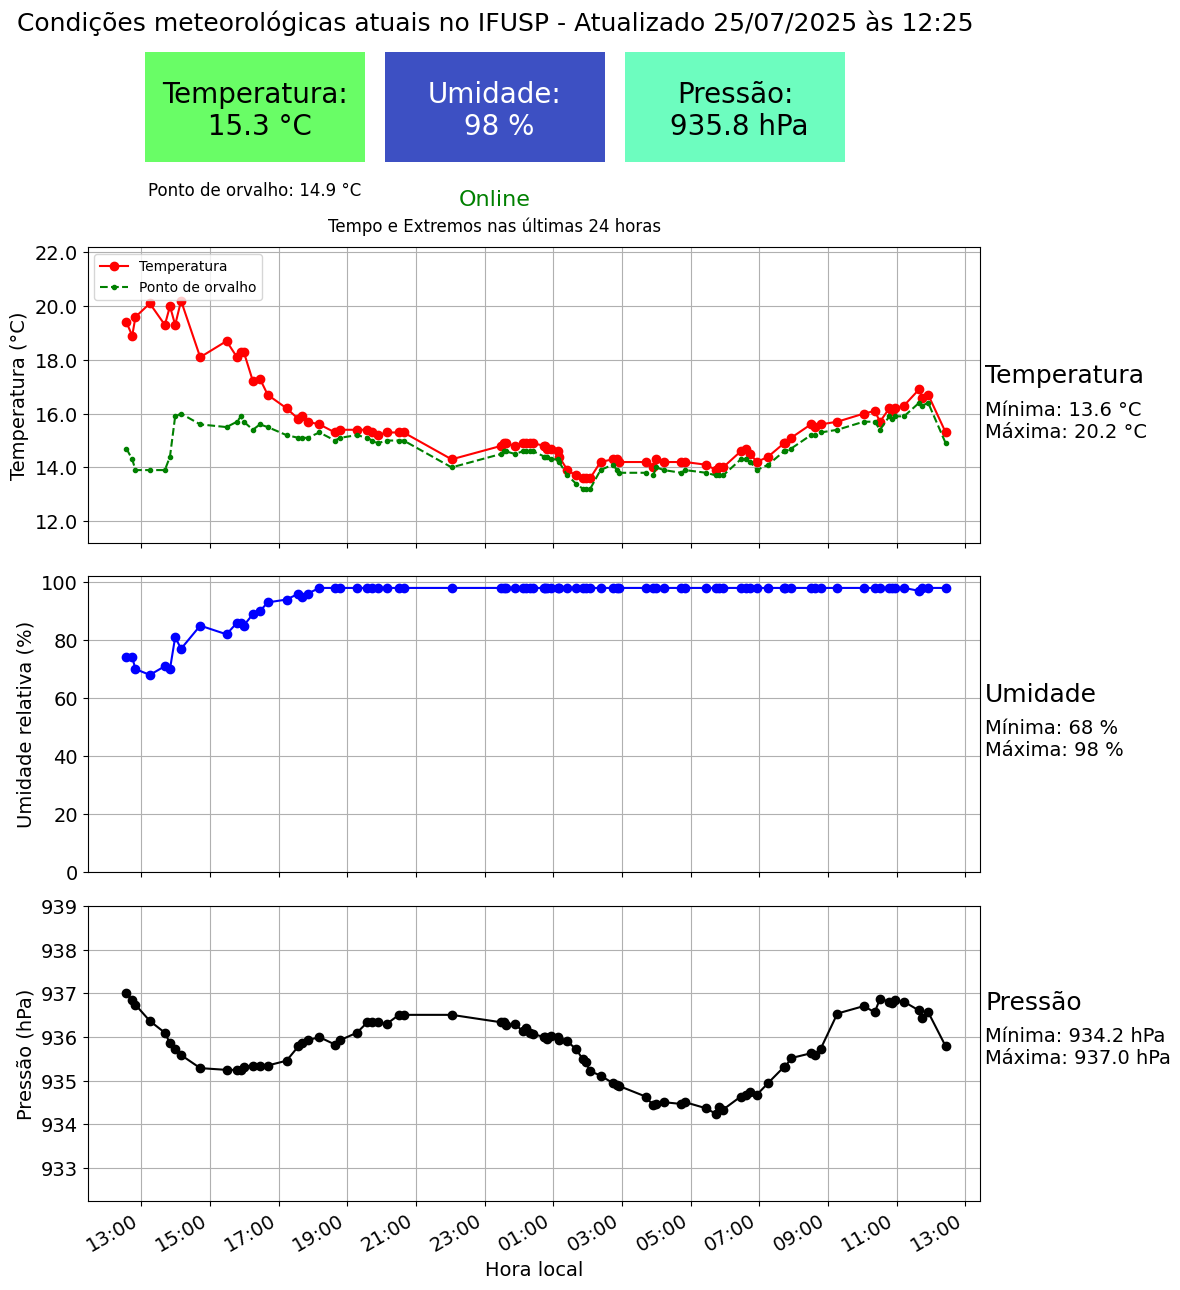 Condições meteorológicas atuais no IFUSP - Atualizado 25/07/2025 às 12:25
Temperatura:
15.3 °C
Umidade:
98 %
Pressão:
935.8 hPa
Ponto de orvalho: 14.9 °C
Online
Tempo e Extremos nas últimas 24 horas
Temperatura (°C)
22.0
20.0
18.0
16.0
14.0
12.0
Temperatura
Ponto de orvalho
Temperatura
Mínima: 13.6 °C
Máxima: 20.2 °C
Umidade relativa (%)
100
80
60
40
20
0
Umidade
Mínima: 68 %
Máxima: 98 %
Pressão (hPa)
939
938
937
936
935
934
933
Pressão
Mínima: 934.2 hPa
Máxima: 937.0 hPa
13:00 15:00 17:00 19:00 21:00 23:00 01:00 03:00 05:00 07:00 09:00 11:00 13:00
Hora local